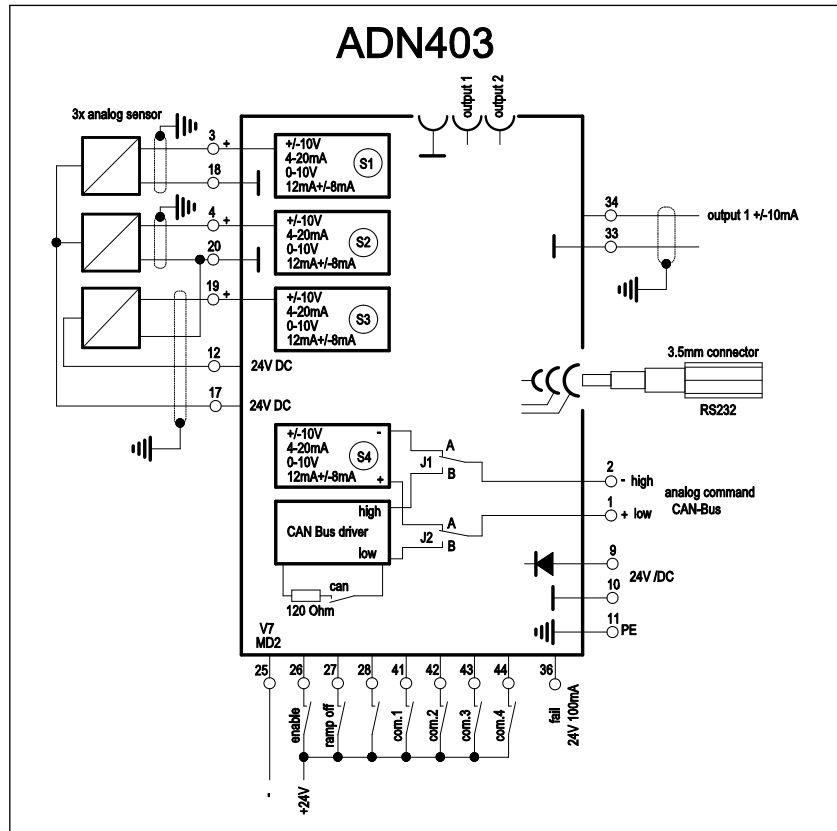 ADN403
3x analog sensor
output 1
output 2
3 +
+/-10V
4-20mA
0-10V
12mA+/-8mA
S1
18
4 +
+/-10V
4-20mA
0-10V
12mA+/-8mA
S2
20
19 +
+/-10V
4-20mA
0-10V
12mA+/-8mA
S3
12
24V DC
17
24V DC
34
output 1 +/-10mA
33
3.5mm connector
RS232
+/-10V -
4-20mA
0-10V
12mA+/-8mA +
S4
A
J1
B
high
CAN Bus driver
low
A
J2
B
can
120 Ohm
2
- high
analog command
CAN-Bus
1
+ low
9
24V /DC
10
11
PE
V7
MD2
25 26 27 28 41 42 43 44 36
enable
ramp off
com.1
com.2
com.3
com.4
fail
24V 100mA
-
+24V